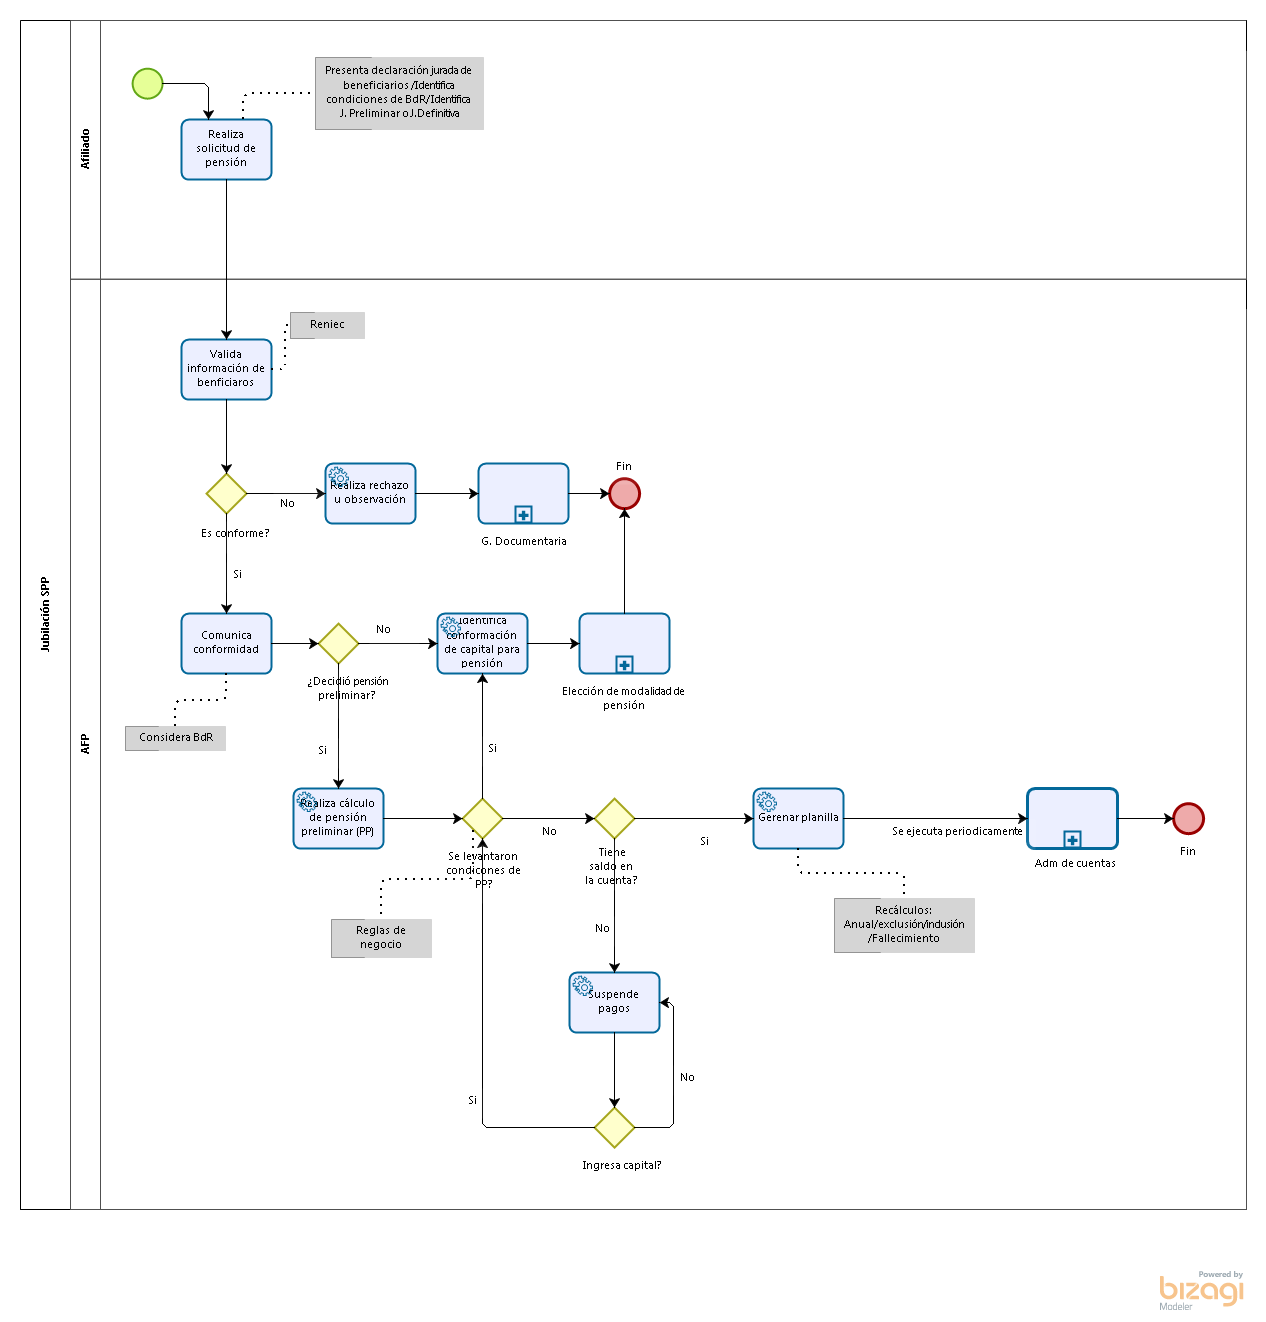 Jubilación SPP
Afiliado
Presenta declaración jurada de
beneficiarios /Identifica
condiciones de BdR/Identifica
J. Preliminar o J.Definitiva
Realiza
solicitud de
pensión
AFP
Reniec
Valida
información de
benficiaros
Es conforme?
No
Realiza rechazo
u observación
G. Documentaria
Fin
Si
Comunica
conformidad
Considera BdR
¿Decidió pensión
preliminar?
No
Identifica
conformación
de capital para
pensión
Elección de modalidad de
pensión
Si
Si
Realiza cálculo
de pensión
preliminar (PP)
Se levantaron
condicones de
PP?
Reglas de
negocio
No
Tiene
saldo en
la cuenta?
Si
Gerenar planilla
Se ejecuta periodicamente
Adm de cuentas
Fin
Recálculos:
Anual/exclusión/indusión
/Fallecimiento
No
Suspende
pagos
No
Si
Ingresa capital?
Powered by
bizagi
Modeler